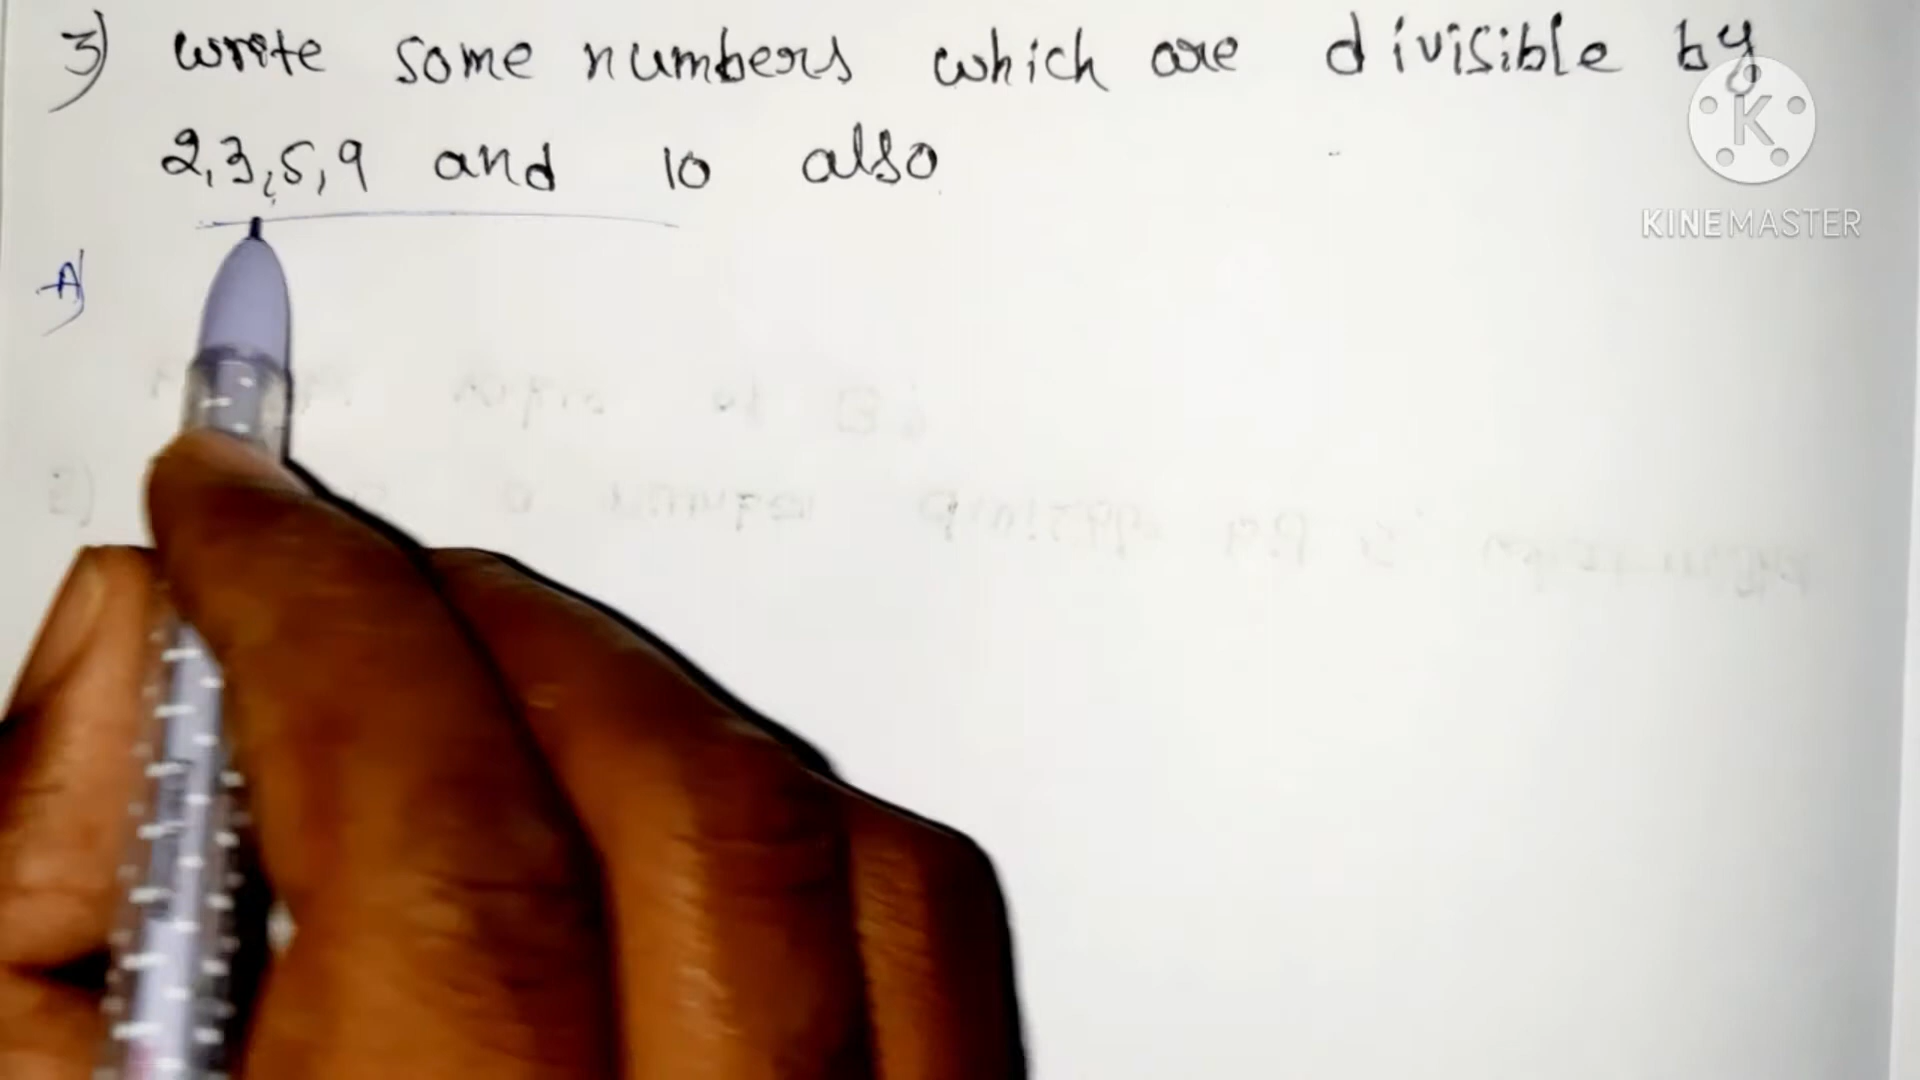 3) write some numbers which are divisible by
2,3,5,9 and 10 also
A)
K
KINEMASTER